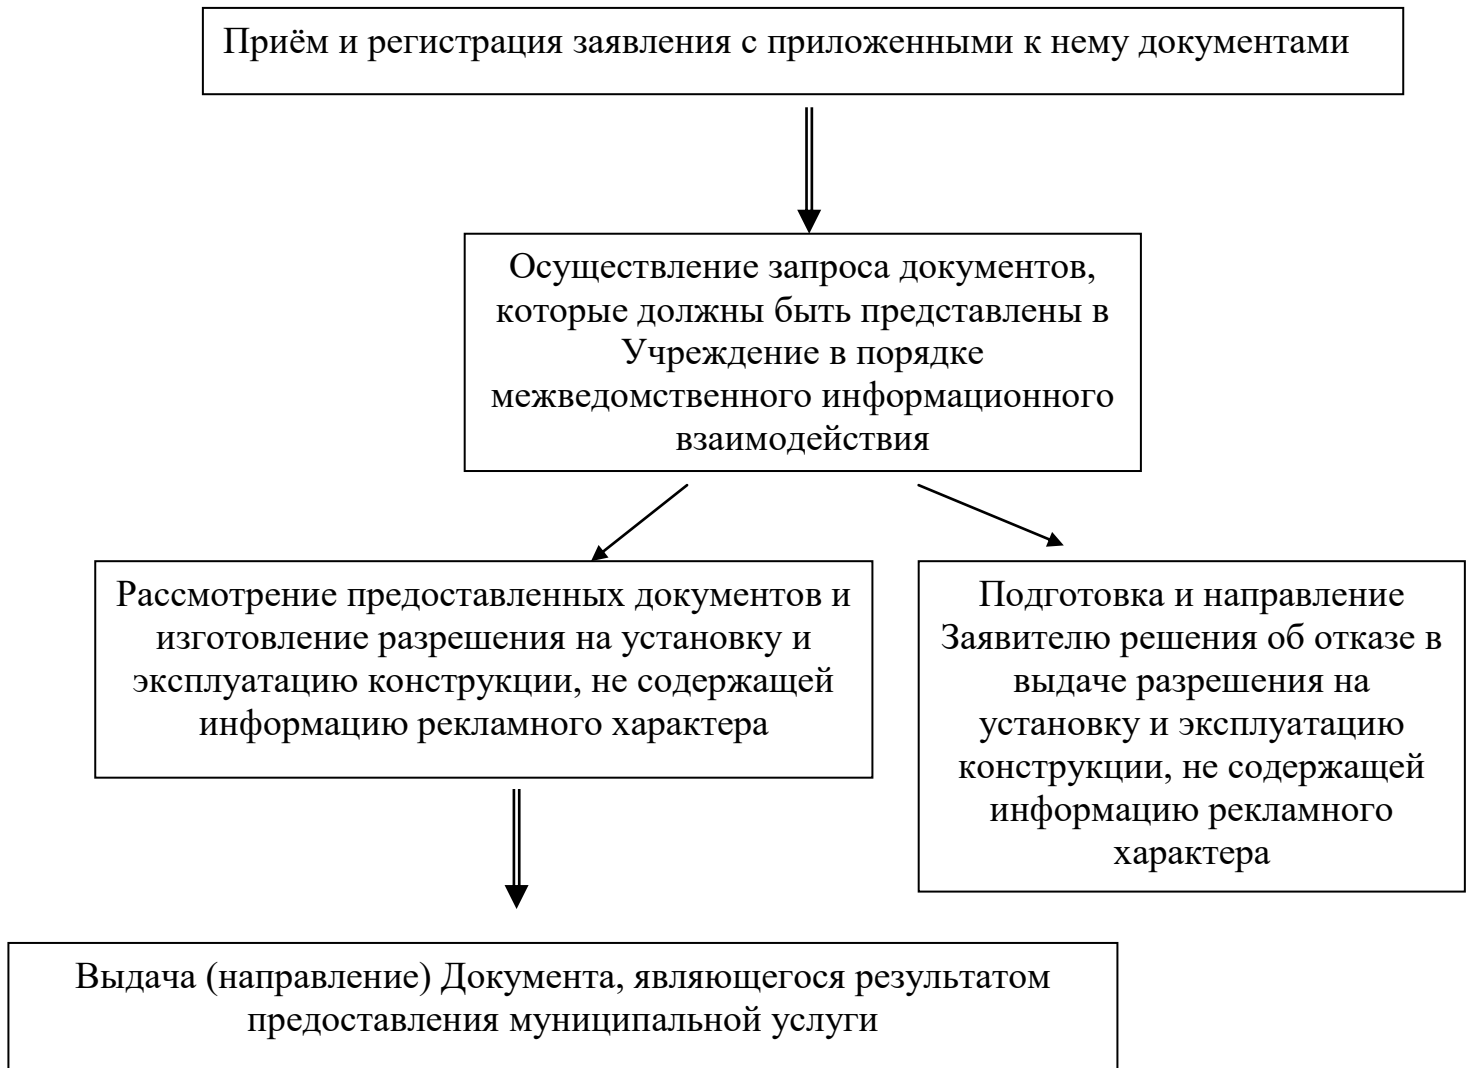 Приём и регистрация заявления с приложенными к нему документами
Осуществление запроса документов,
которые должны быть представлены в
Учреждение в порядке
межведомственного информационного
взаимодействия
Рассмотрение предоставленных документов и
изготовление разрешения на установку и
эксплуатацию конструкции, не содержащей
информацию рекламного характера
Подготовка и направление
Заявителю решения об отказе в
выдаче разрешения на
установку и эксплуатацию
конструкции, не содержащей
информацию рекламного
характера
Выдача (направление) Документа, являющегося результатом
предоставления муниципальной услуги